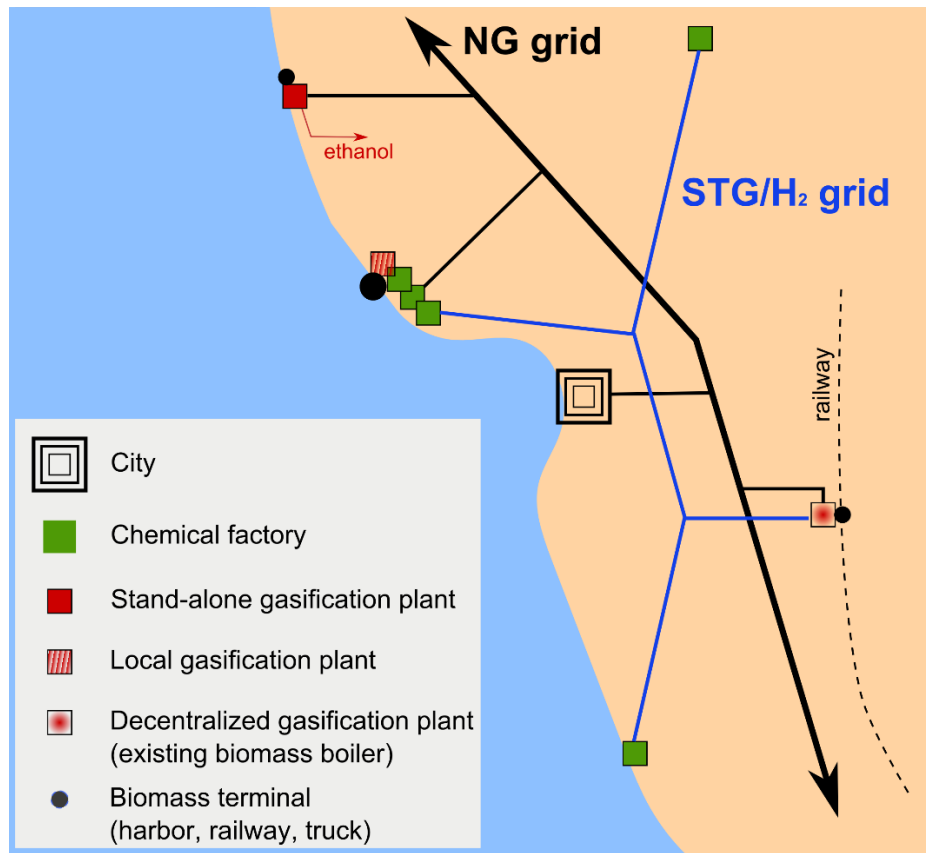 NG grid
ethanol
STG/H₂ grid
railway
City
Chemical factory
Stand-alone gasification plant
Local gasification plant
Decentralized gasification plant
(existing biomass boiler)
Biomass terminal
(harbor, railway, truck)